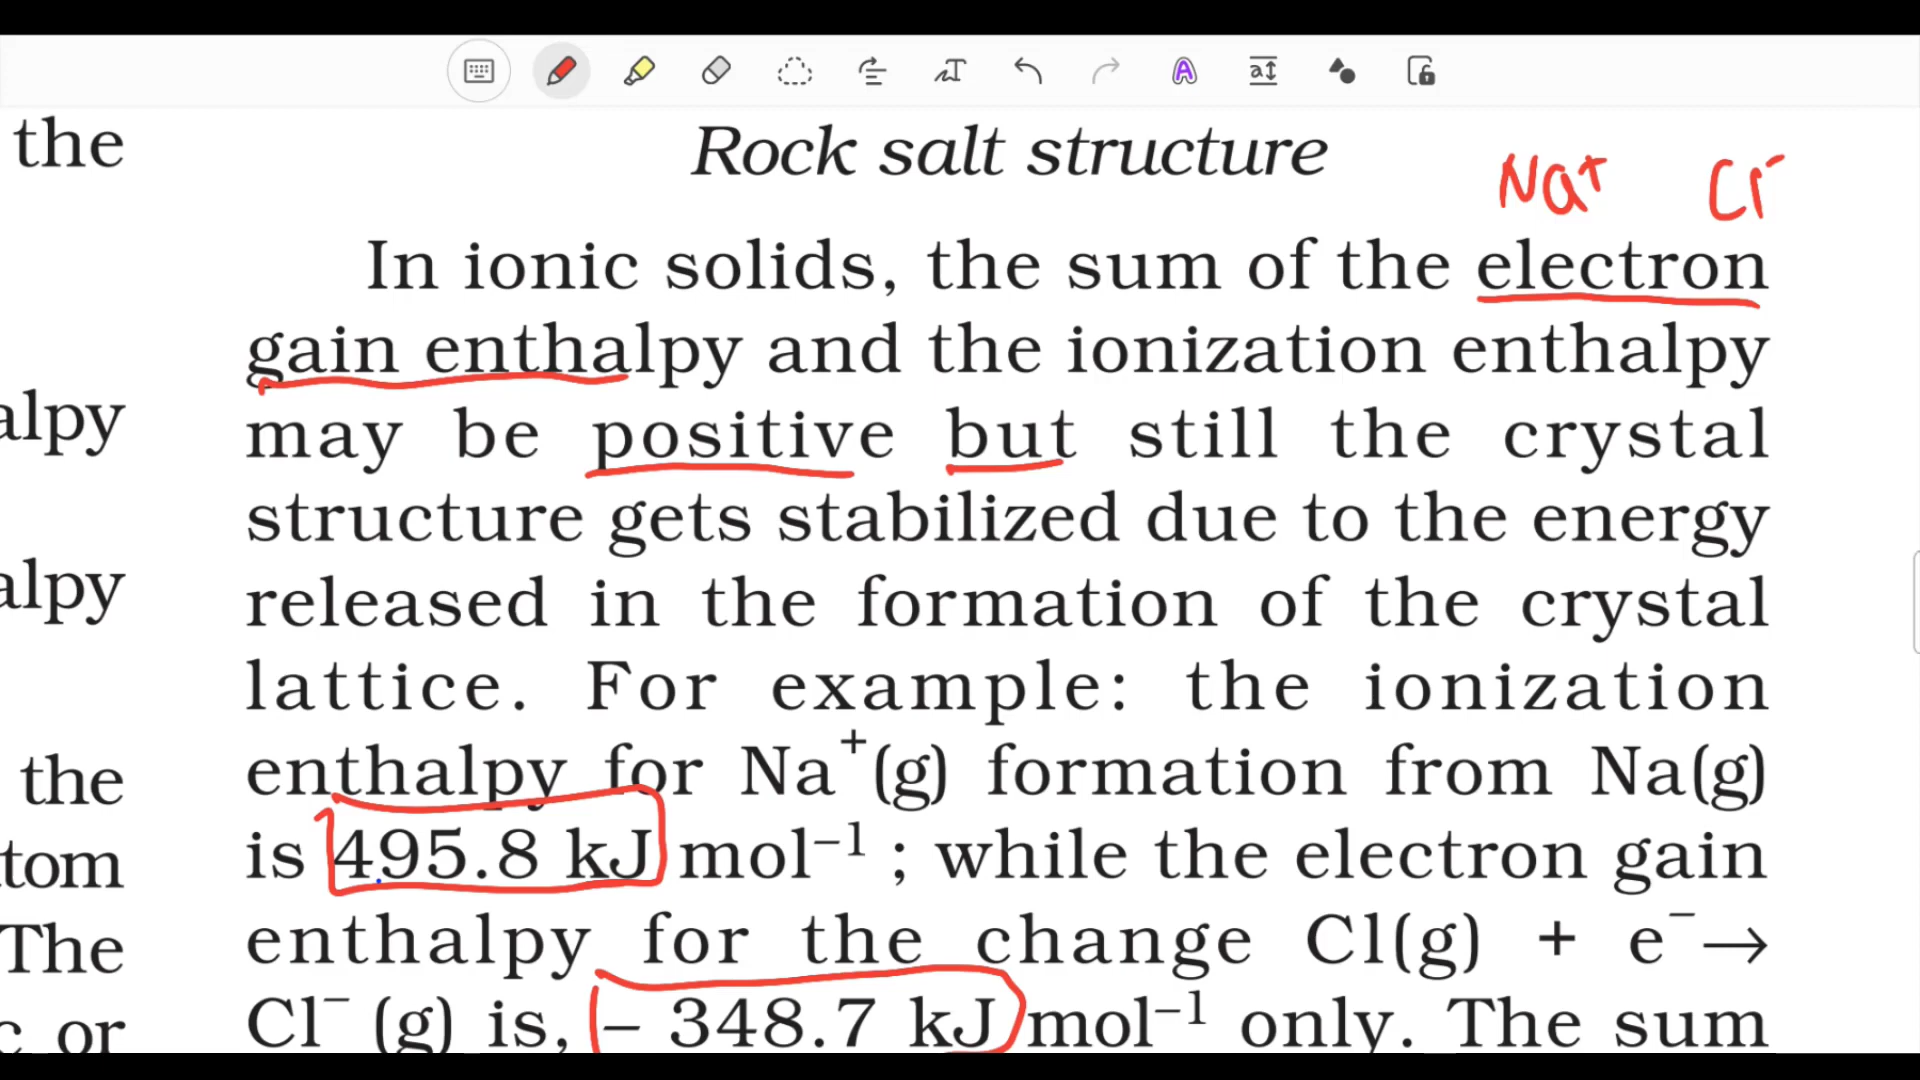 the
alpy
alpy
the
tom
The
c or
Rock salt structure
Na⁺ Cl⁻
In ionic solids, the sum of the electron
gain enthalpy and the ionization enthalpy
may be positive but still the crystal
structure gets stabilized due to the energy
released in the formation of the crystal
lattice. For example: the ionization
enthalpy for Na⁺(g) formation from Na(g)
is 495.8 kJ mol⁻¹ ; while the electron gain
enthalpy for the change Cl(g) + e⁻→
Cl⁻ (g) is, – 348.7 kJ mol⁻¹ only. The sum